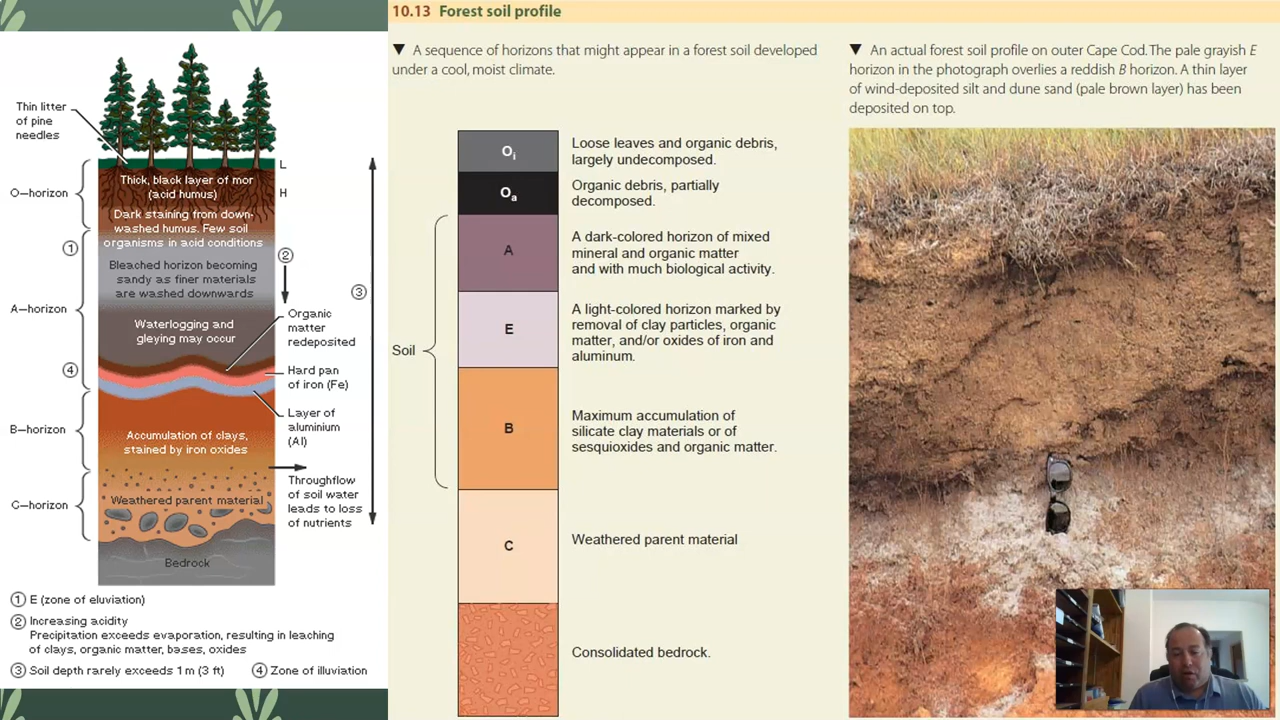 10.13 Forest soil profile
▼ A sequence of horizons that might appear in a forest soil developed
under a cool, moist climate.
▼ An actual forest soil profile on outer Cape Cod. The pale grayish E
horizon in the photograph overlies a reddish B horizon. A thin layer
of wind-deposited silt and dune sand (pale brown layer) has been
deposited on top.
Thin litter
of pine
needles
L
O-horizon
Thick, black layer of mor
(acid humus)
H
Dark staining from down-
washed humus. Few soil
organisms in acid conditions
1
2
Bleached horizon becoming
sandy as finer materials
are washed downwards
3
A-horizon
Waterlogging and
gleying may occur
Organic
matter
redeposited
4
Hard pan
of iron (Fe)
Layer of
aluminium
(Al)
B-horizon
Accumulation of clays,
stained by iron oxides
Throughflow
of soil water
leads to loss
of nutrients
C-horizon
Weathered parent material
Bedrock
1 E (zone of eluviation)
2 Increasing acidity
Precipitation exceeds evaporation, resulting in leaching
of clays, organic matter, bases, oxides
3 Soil depth rarely exceeds 1m (3 ft) 4 Zone of illuviation
Oi
Loose leaves and organic debris,
largely undecomposed.
Oa
Organic debris, partially
decomposed.
Soil
A
A dark-colored horizon of mixed
mineral and organic matter
and with much biological activity.
E
A light-colored horizon marked by
removal of clay particles, organic
matter, and/or oxides of iron and
aluminum.
B
Maximum accumulation of
silicate clay materials or of
sesquioxides and organic matter.
C
Weathered parent material
Consolidated bedrock.